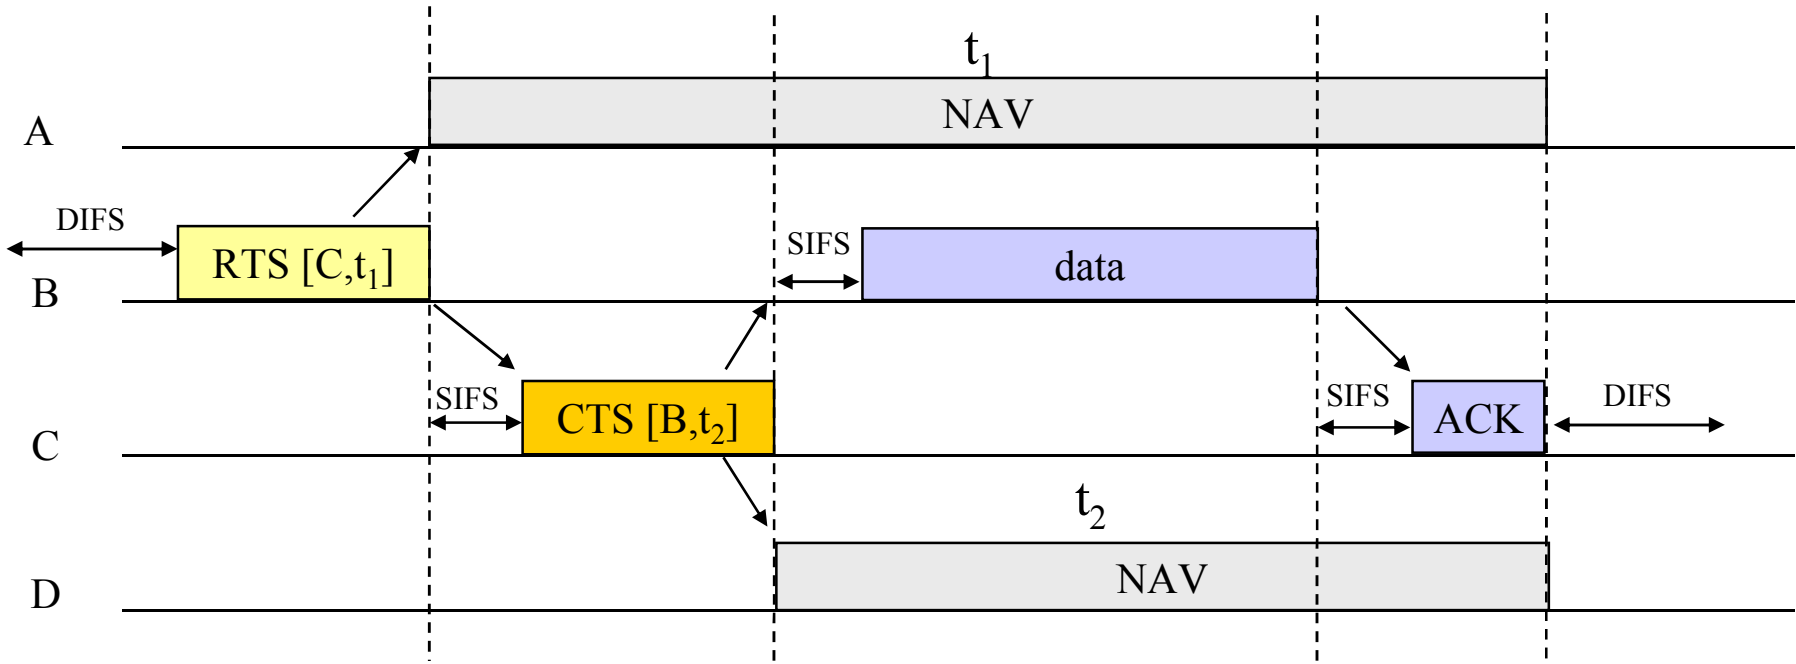 t₁
NAV
A
DIFS
RTS [C,t₁]
SIFS
data
B
SIFS
CTS [B,t₂]
SIFS
ACK
DIFS
C
t₂
NAV
D